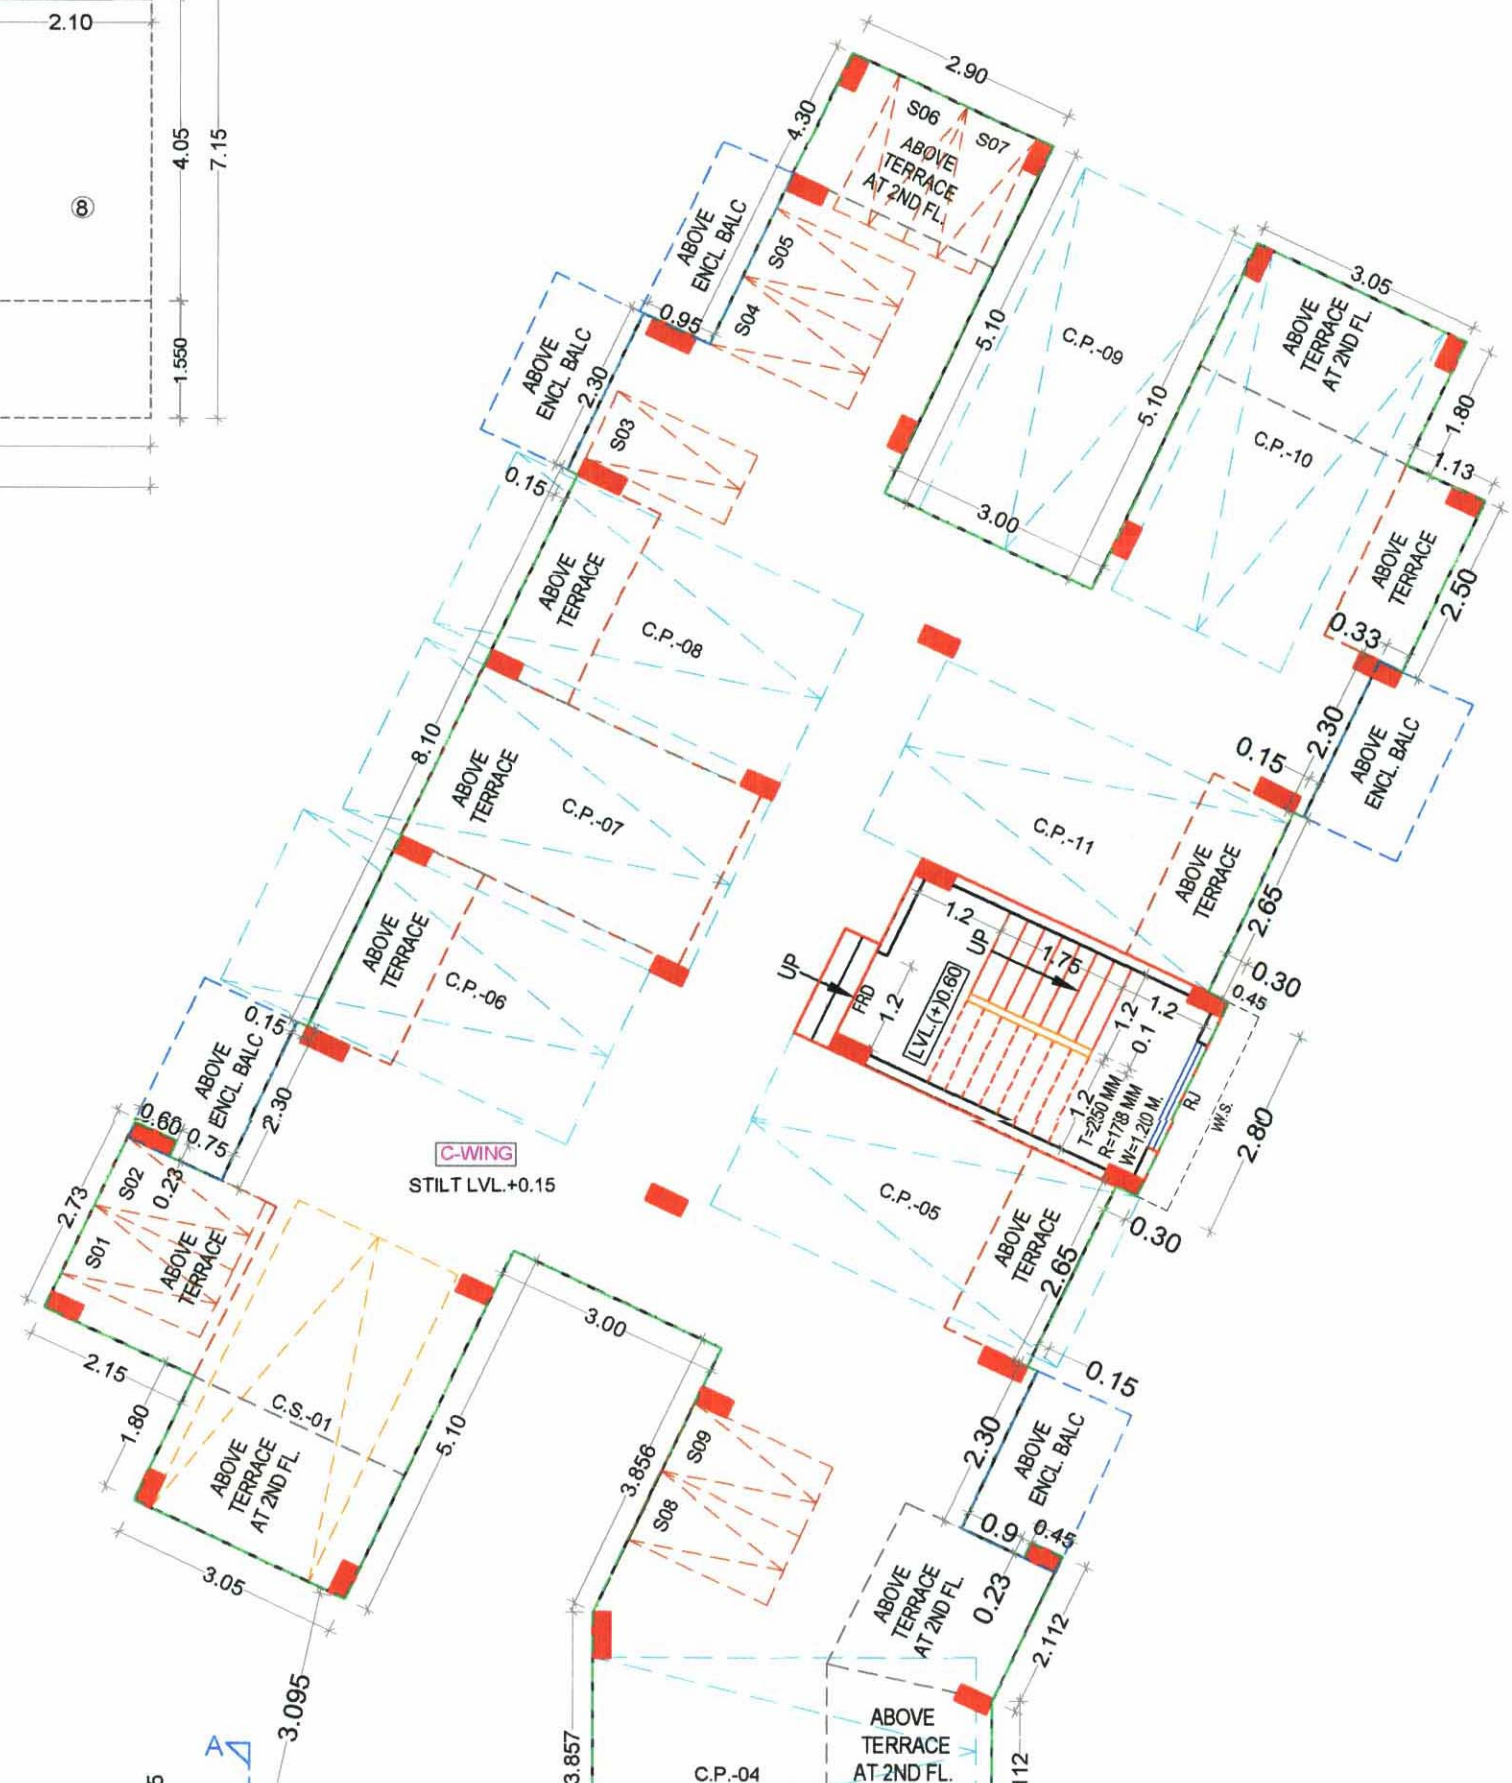 2.10
4.05
7.15
⑧
1.550
2.90
4.30
S06
S07
ABOVE
TERRACE
AT 2ND FL.
ABOVE
ENCL. BALC
S05
S04
0.95
ABOVE
ENCL. BALC
2.30
S03
0.15
5.10
C.P.-09
5.10
3.00
3.05
ABOVE
TERRACE
AT 2ND FL.
C.P.-10
1.80
1.13
ABOVE
TERRACE
2.50
0.33
ABOVE
TERRACE
C.P.-08
8.10
ABOVE
TERRACE
C.P.-07
ABOVE
TERRACE
C.P.-06
2.30
0.15
ABOVE
ENCL. BALC
C.P.-11
ABOVE
TERRACE
2.65
0.30
0.45
1.2
UP
1.75
UP
FRD
1.2
LVL.(+)0.60
1.2
1.2
0.1
1.2
T=250 MM
R=178 MM
W=1.200 M.
RJ
W.S.
2.80
0.15
ABOVE
ENCL. BALC
2.30
0.60
0.75
0.23
S02
S01
2.73
ABOVE
TERRACE
2.15
1.80
C-WING
STILT LVL.+0.15
C.P.-05
ABOVE
TERRACE
2.65
0.30
0.15
C.S.-01
ABOVE
TERRACE
AT 2ND FL.
5.10
3.05
3.00
3.856
S09
S08
2.30
ABOVE
ENCL. BALC
0.9
0.45
0.23
ABOVE
TERRACE
AT 2ND FL.
2.112
3.095
A
3.857
C.P.-04
ABOVE
TERRACE
AT 2ND FL.
112
5